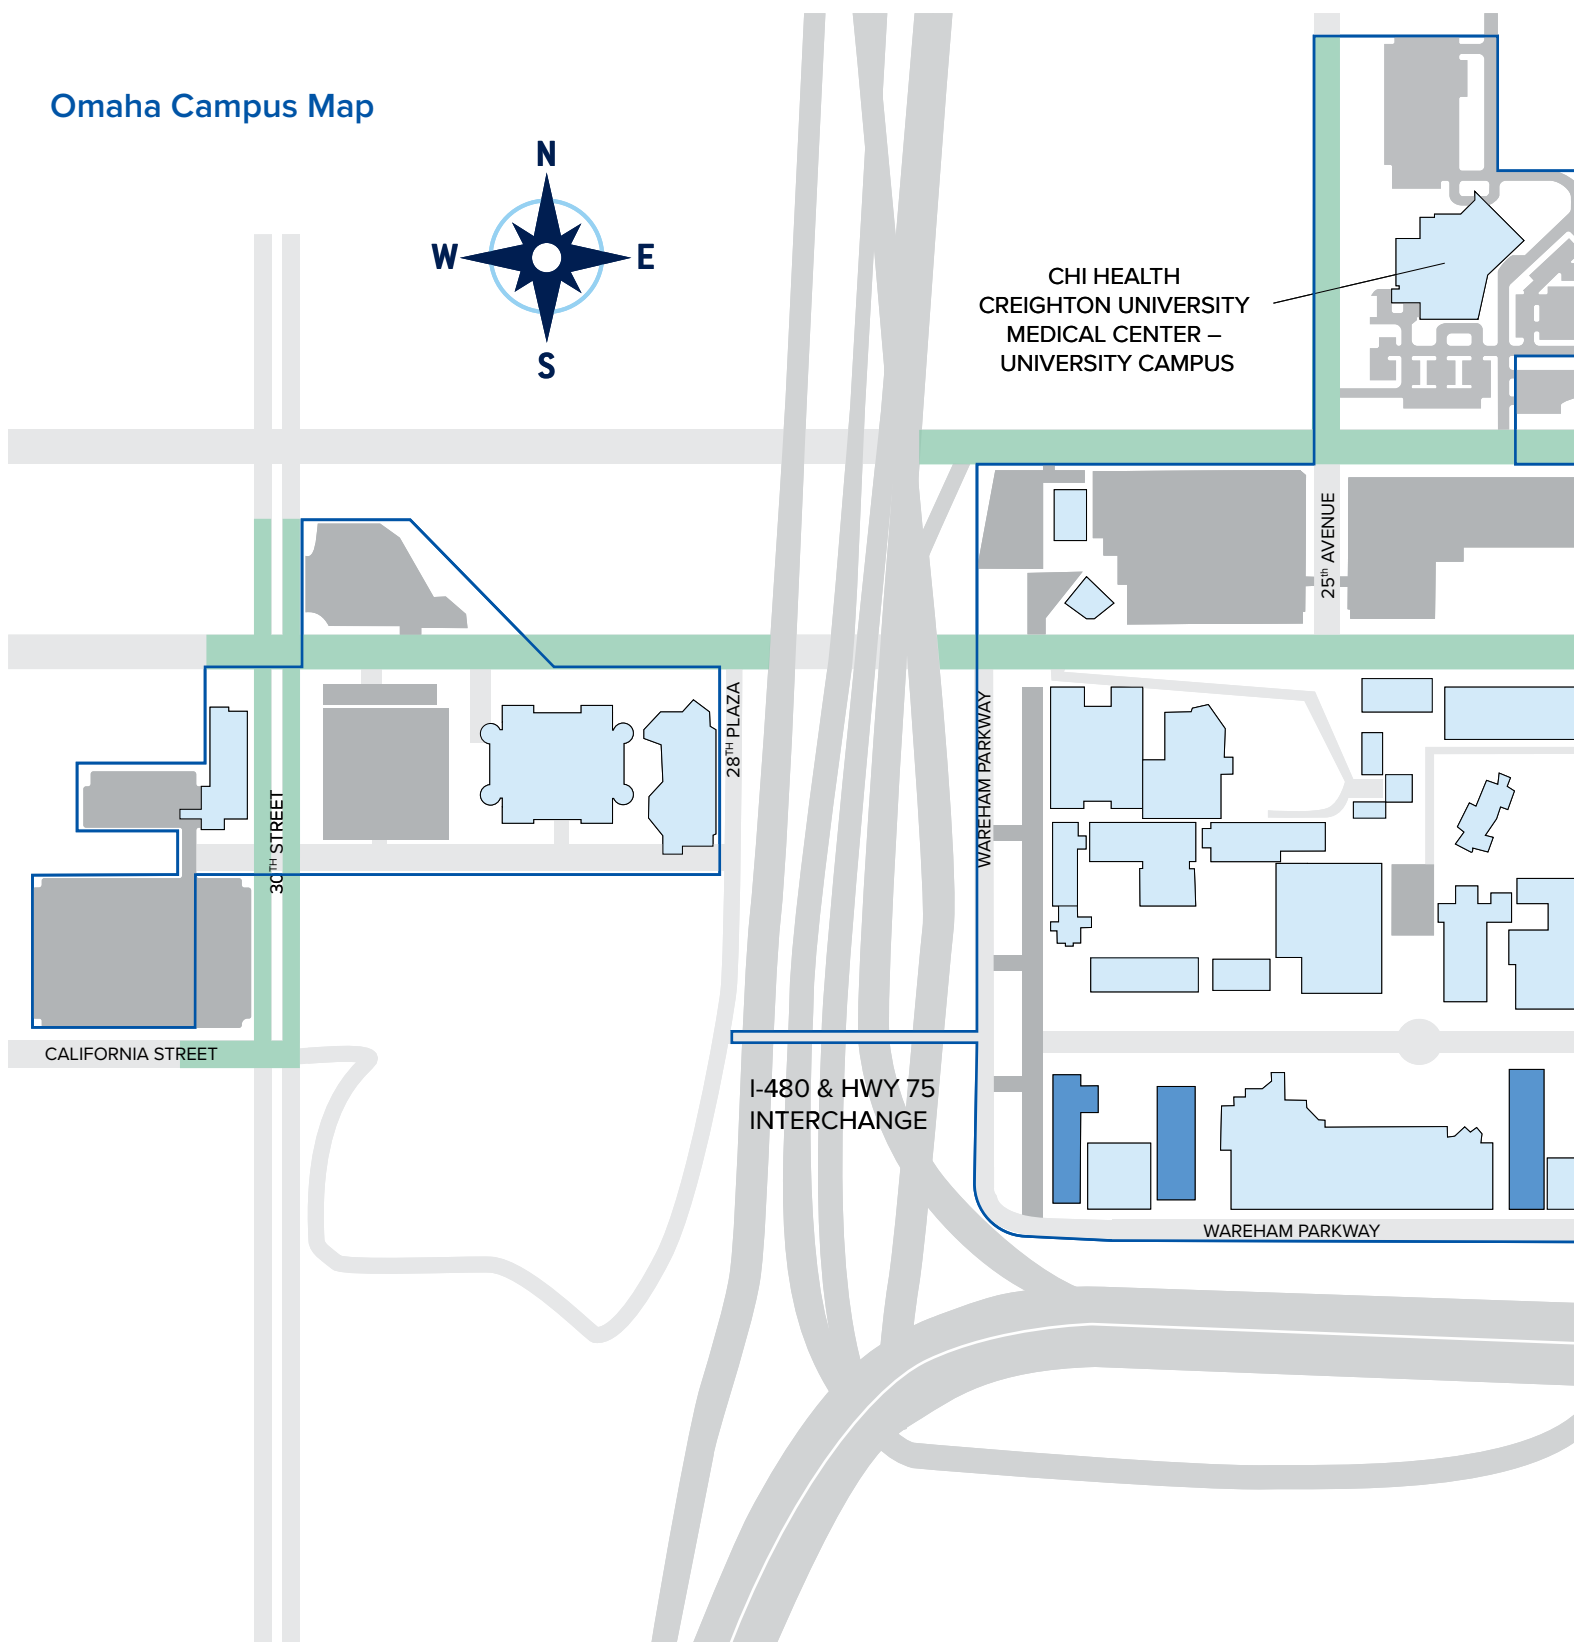 Omaha Campus Map
N
W
E
S
CHI HEALTH
CREIGHTON UNIVERSITY
MEDICAL CENTER –
UNIVERSITY CAMPUS
25th AVENUE
28TH PLAZA
WAREHAM PARKWAY
30TH STREET
CALIFORNIA STREET
I-480 & HWY 75
INTERCHANGE
WAREHAM PARKWAY